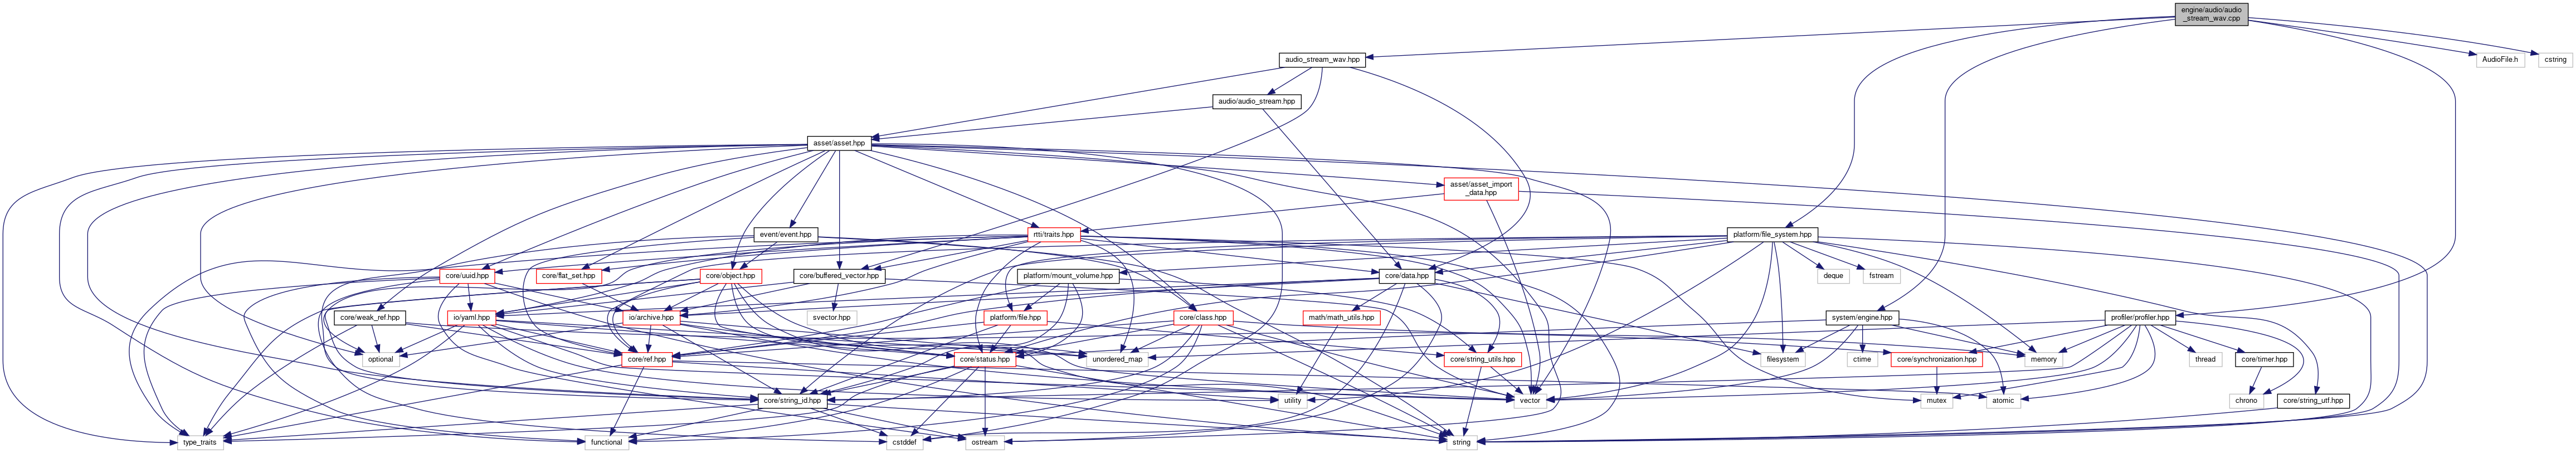 engine/audio/audio
_stream_wav.cpp
audio_stream_wav.hpp
AudioFile.h
cstring
audio/audio_stream.hpp
asset/asset.hpp
asset/asset_import
_data.hpp
event/event.hpp
rtti/traits.hpp
platform/file_system.hpp
core/uuid.hpp
core/flat_set.hpp
core/object.hpp
core/buffered_vector.hpp
platform/mount_volume.hpp
core/data.hpp
deque
fstream
core/weak_ref.hpp
io/yaml.hpp
io/archive.hpp
svector.hpp
platform/file.hpp
core/class.hpp
math/math_utils.hpp
system/engine.hpp
profiler/profiler.hpp
optional
core/ref.hpp
core/status.hpp
unordered_map
core/string_utils.hpp
filesystem
ctime
core/synchronization.hpp
memory
thread
core/timer.hpp
core/string_id.hpp
utility
vector
mutex
atomic
chrono
core/string_utf.hpp
type_traits
functional
cstddef
ostream
string